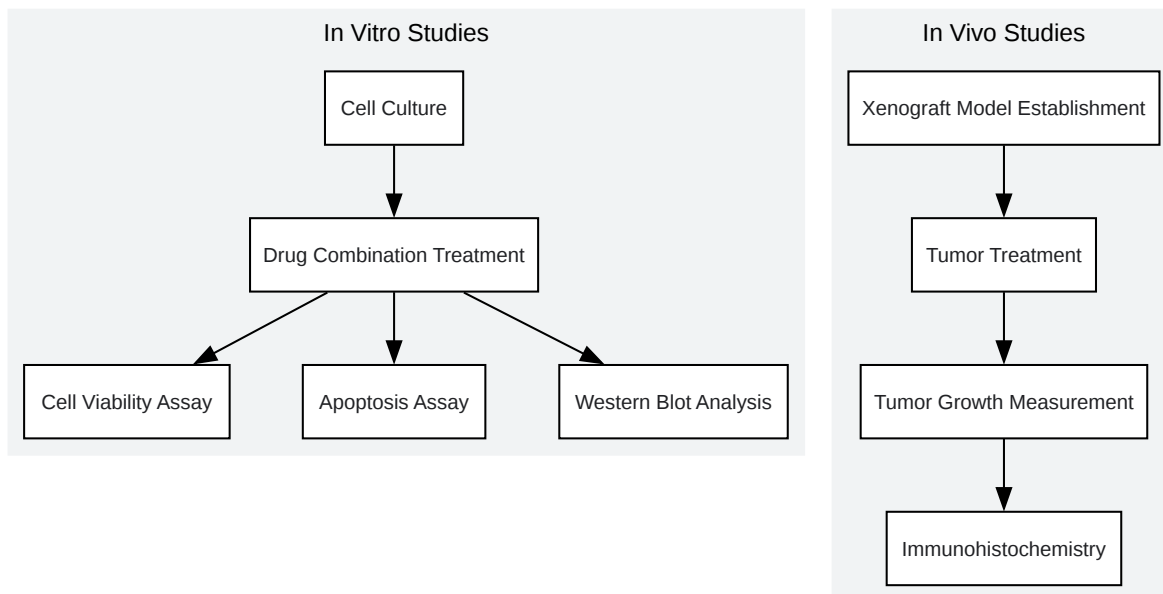 In Vitro Studies
Cell Culture
Drug Combination Treatment
Cell Viability Assay
Apoptosis Assay
Western Blot Analysis
In Vivo Studies
Xenograft Model Establishment
Tumor Treatment
Tumor Growth Measurement
Immunohistochemistry